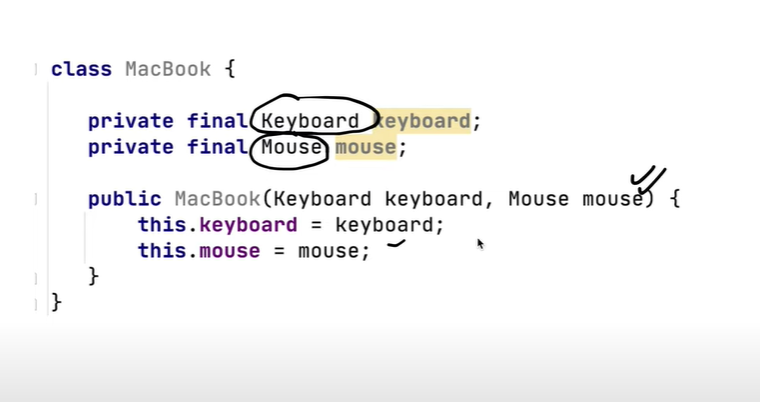 class MacBook {
private final Keyboard keyboard;
private final Mouse mouse;
public MacBook(Keyboard keyboard, Mouse mouse) {
this.keyboard = keyboard;
this.mouse = mouse;
}
}